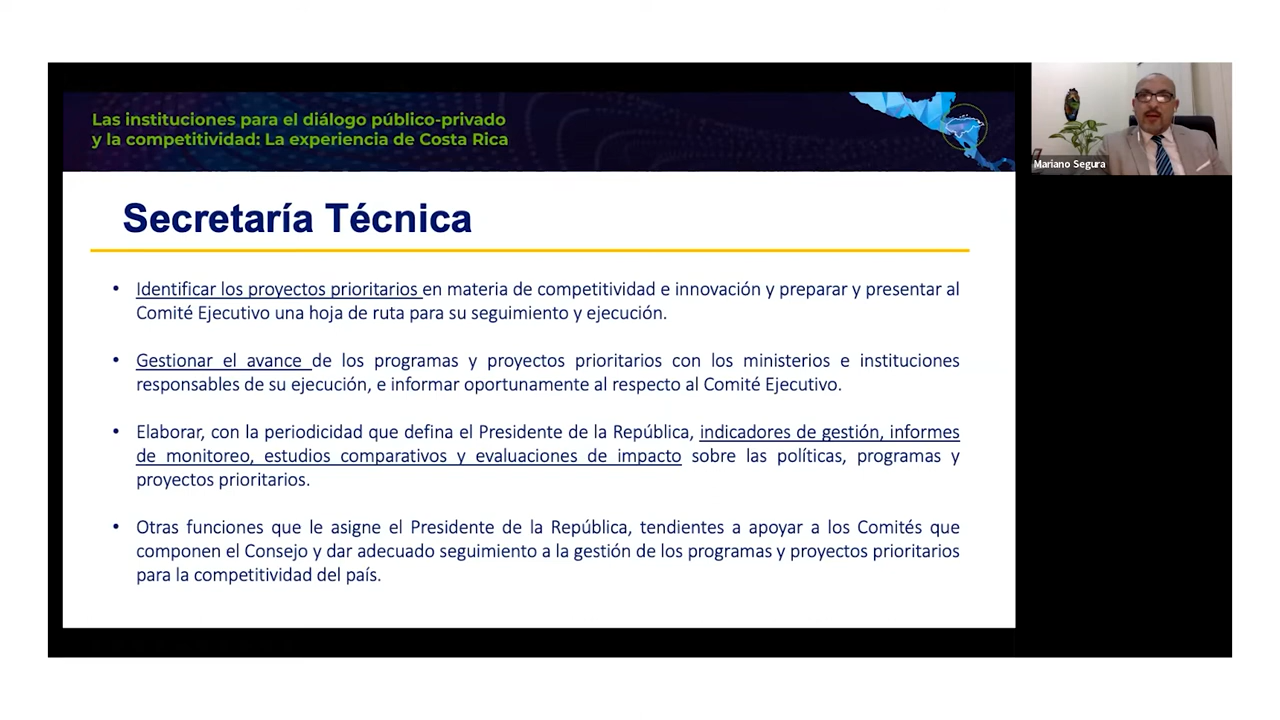 Las instituciones para el diálogo público-privado
y la competitividad: La experiencia de Costa Rica
Mariano Segura
Secretaría Técnica
• Identificar los proyectos prioritarios en materia de competitividad e innovación y preparar y presentar al
Comité Ejecutivo una hoja de ruta para su seguimiento y ejecución.
• Gestionar el avance de los programas y proyectos prioritarios con los ministerios e instituciones
responsables de su ejecución, e informar oportunamente al respecto al Comité Ejecutivo.
• Elaborar, con la periodicidad que defina el Presidente de la República, indicadores de gestión, informes
de monitoreo, estudios comparativos y evaluaciones de impacto sobre las políticas, programas y
proyectos prioritarios.
• Otras funciones que le asigne el Presidente de la República, tendientes a apoyar a los Comités que
componen el Consejo y dar adecuado seguimiento a la gestión de los programas y proyectos prioritarios
para la competitividad del país.